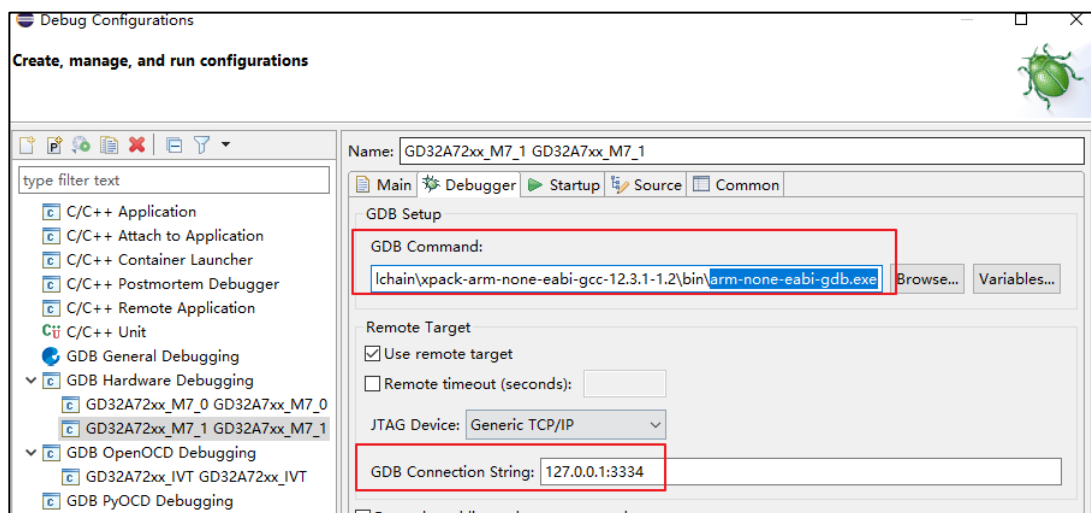 Debug Configurations
Create, manage, and run configurations
type filter text
C/C++ Application
C/C++ Attach to Application
C/C++ Container Launcher
C/C++ Postmortem Debugger
C/C++ Remote Application
C/C++ Unit
GDB General Debugging
GDB Hardware Debugging
GD32A72xx_M7_0 GD32A7xx_M7_0
GD32A72xx_M7_1 GD32A7xx_M7_1
GDB OpenOCD Debugging
GD32A72xx_IVT GD32A72xx_IVT
GDB PyOCD Debugging
Name: GD32A72xx_M7_1 GD32A7xx_M7_1
Main Debugger Startup Source Common
GDB Setup
GDB Command:
lchain\xpack-arm-none-eabi-gcc-12.3.1-1.2\bin\arm-none-eabi-gdb.exe Browse... Variables...
Remote Target
Use remote target
Remote timeout (seconds):
JTAG Device: Generic TCP/IP
GDB Connection String: 127.0.0.1:3334